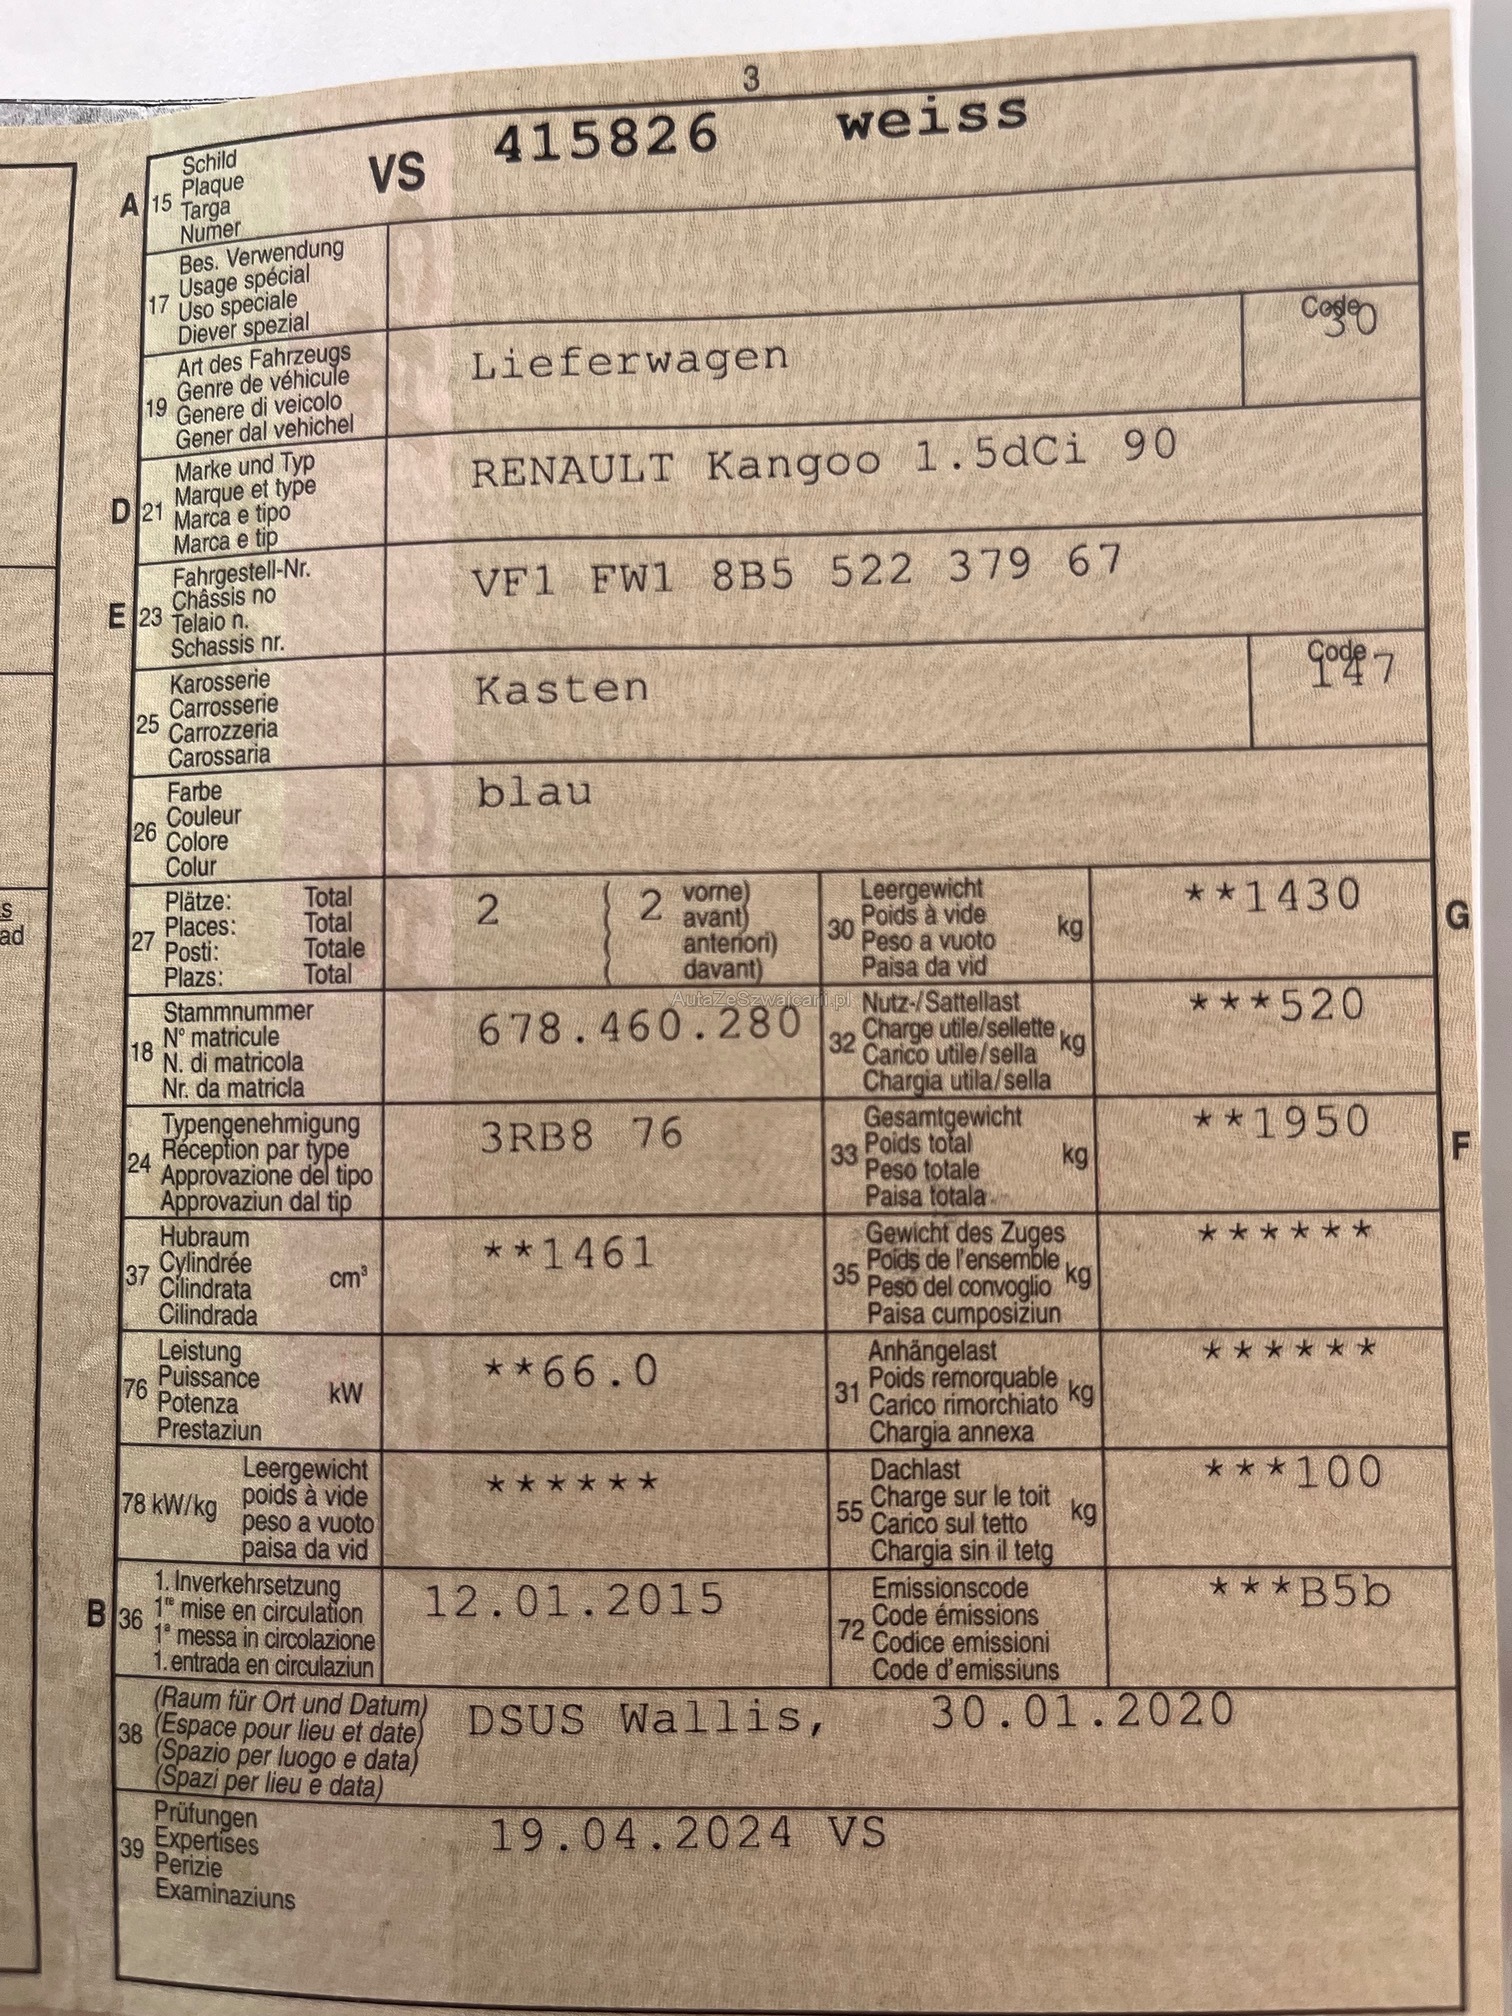 3
A 15 Schild VS 415826 weiss
Plaque
Targa
Numer
17 Bes. Verwendung
Usage spécial
Uso speciale
Diever spezial
19 Art des Fahrzeugs Lieferwagen Code 30
Genre de véhicule
Genere di veicolo
Gener dal vehichel
D 21 Marke und Typ RENAULT Kangoo 1.5dCi 90
Marque et type
Marca e tipo
Marca e tip
E 23 Fahrgestell-Nr. VF1 FW1 8B5 522 379 67
Châssis no
Telaio n.
Schassis nr.
25 Karosserie Kasten Code 147
Carrosserie
Carrozzeria
Carossaria
26 Farbe blau
Couleur
Colore
Colur
27 Plätze: Total 2 ( 2 vorne)
Places: Total ( avant)
Posti: Totale ( anteriori)
Plazs: Total ( davant)
30 Leergewicht kg **1430 G
Poids à vide
Peso a vuoto
Paisa da vid
AutaZeSzwajcarii.pl
18 Stammnummer 678.460.280
N° matricule
N. di matricola
Nr. da matricla
32 Nutz-/Sattellast kg ***520
Charge utile/sellette
Carico utile/sella
Chargia utila/sella
24 Typengenehmigung 3RB8 76
Réception par type
Approvazione del tipo
Approvaziun dal tip
33 Gesamtgewicht kg **1950 F
Poids total
Peso totale
Paisa totala
37 Hubraum cm³ **1461
Cylindrée
Cilindrata
Cilindrada
35 Gewicht des Zuges kg ******
Poids de l'ensemble
Peso del convoglio
Paisa cumposiziun
76 Leistung kW **66.0
Puissance
Potenza
Prestaziun
31 Anhängelast kg ******
Poids remorquable
Carico rimorchiato
Chargia annexa
78 kW/kg Leergewicht ******
poids à vide
peso a vuoto
paisa da vid
55 Dachlast kg ***100
Charge sur le toit
Carico sul tetto
Chargia sin il tetg
B 36 1. Inverkehrsetzung 12.01.2015
1re mise en circulation
1a messa in circolazione
1. entrada en circulaziun
72 Emissionscode ***B5b
Code émissions
Codice emissioni
Code d'emissiuns
38 (Raum für Ort und Datum) DSUS Wallis, 30.01.2020
(Espace pour lieu et date)
(Spazio per luogo e data)
(Spazi per lieu e data)
39 Prüfungen 19.04.2024 VS
Expertises
Perizie
Examinaziuns